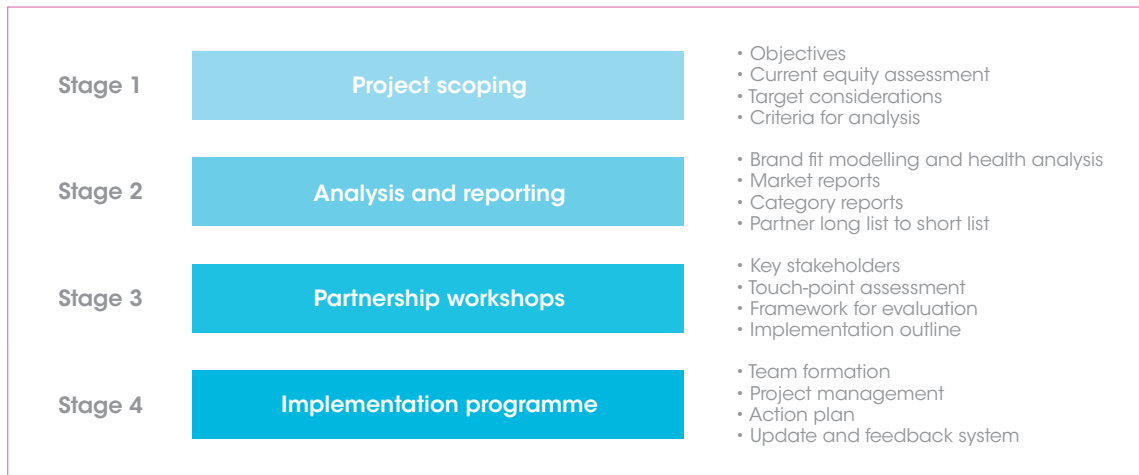 Stage 1
Project scoping
• Objectives
• Current equity assessment
• Target considerations
• Criteria for analysis
Stage 2
Analysis and reporting
• Brand fit modelling and health analysis
• Market reports
• Category reports
• Partner long list to short list
Stage 3
Partnership workshops
• Key stakeholders
• Touch-point assessment
• Framework for evaluation
• Implementation outline
Stage 4
Implementation programme
• Team formation
• Project management
• Action plan
• Update and feedback system